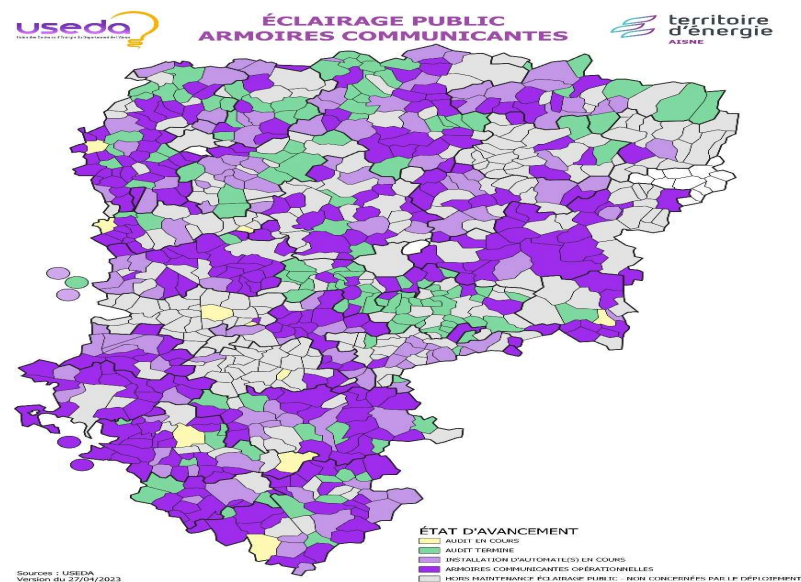 useda
ÉCLAIRAGE PUBLIC
ARMOIRES COMMUNICANTES
territoire
d'énergie
AISNE
ÉTAT D'AVANCEMENT
AUDIT EN COURS
AUDIT TERMINE
INSTALLATION D'AUTOMATE(S) EN COURS
ARMOIRES COMMUNICANTES OPÉRATIONNELLES
HORS MAINTENANCE ÉCLAIRAGE PUBLIC - NON CONCERNÉES PAR LE DÉPLOIEMENT
Sources : USEDA
Version du 27/04/2023